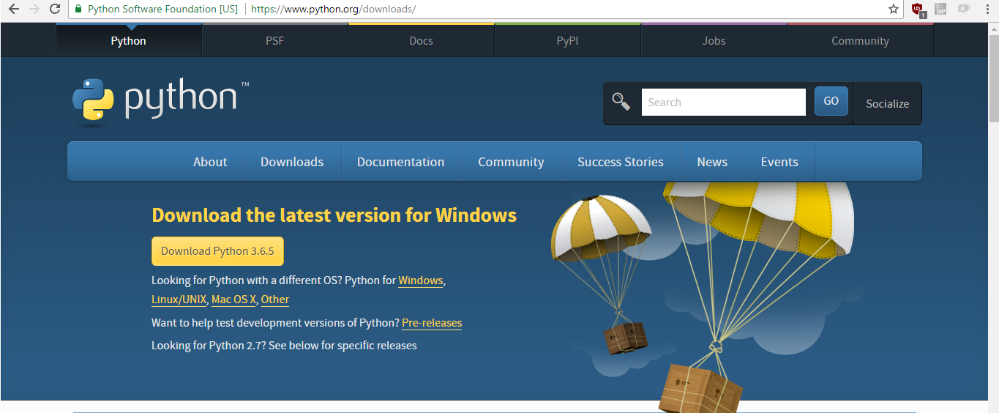 Python Software Foundation [US] https://www.python.org/downloads/
1
Python PSF Docs PyPI Jobs Community
python™
Search GO Socialize
About Downloads Documentation Community Success Stories News Events
Download the latest version for Windows
Download Python 3.6.5
Looking for Python with a different OS? Python for Windows,
Linux/UNIX, Mac OS X, Other
Want to help test development versions of Python? Pre-releases
Looking for Python 2.7? See below for specific releases